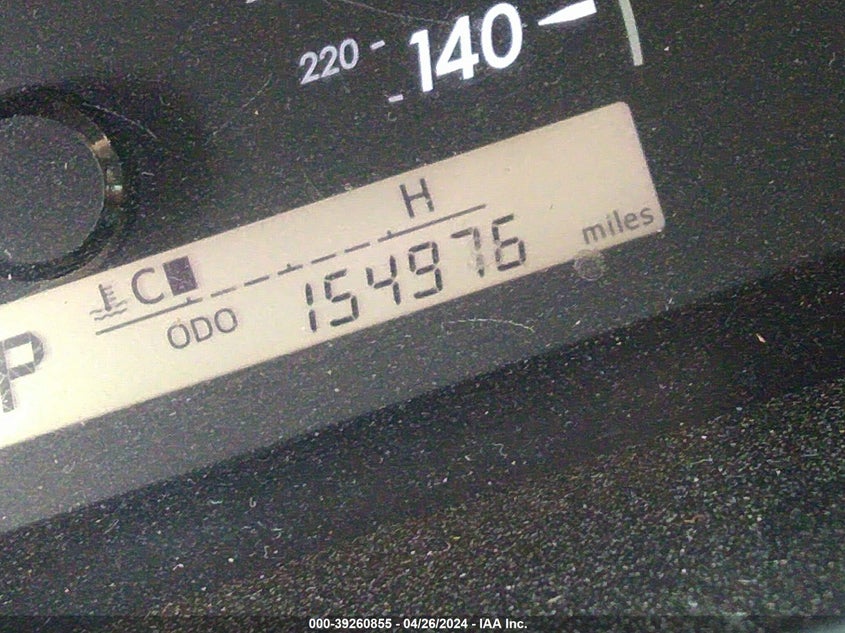 220 140
H
C
ODO 154976 miles
P
000-39260855 - 04/26/2024 - IAA Inc.